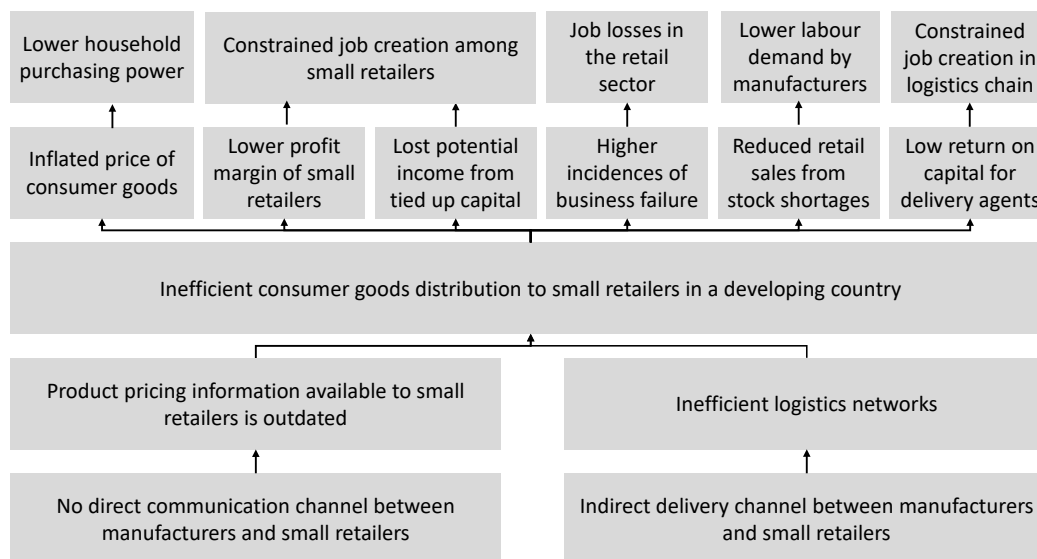 Lower household
purchasing power
Constrained job creation among
small retailers
Job losses in
the retail
sector
Lower labour
demand by
manufacturers
Constrained
job creation in
logistics chain
Inflated price of
consumer goods
Lower profit
margin of small
retailers
Lost potential
income from
tied up capital
Higher
incidences of
business failure
Reduced retail
sales from
stock shortages
Low return on
capital for
delivery agents
Inefficient consumer goods distribution to small retailers in a developing country
Product pricing information available to small
retailers is outdated
Inefficient logistics networks
No direct communication channel between
manufacturers and small retailers
Indirect delivery channel between manufacturers
and small retailers